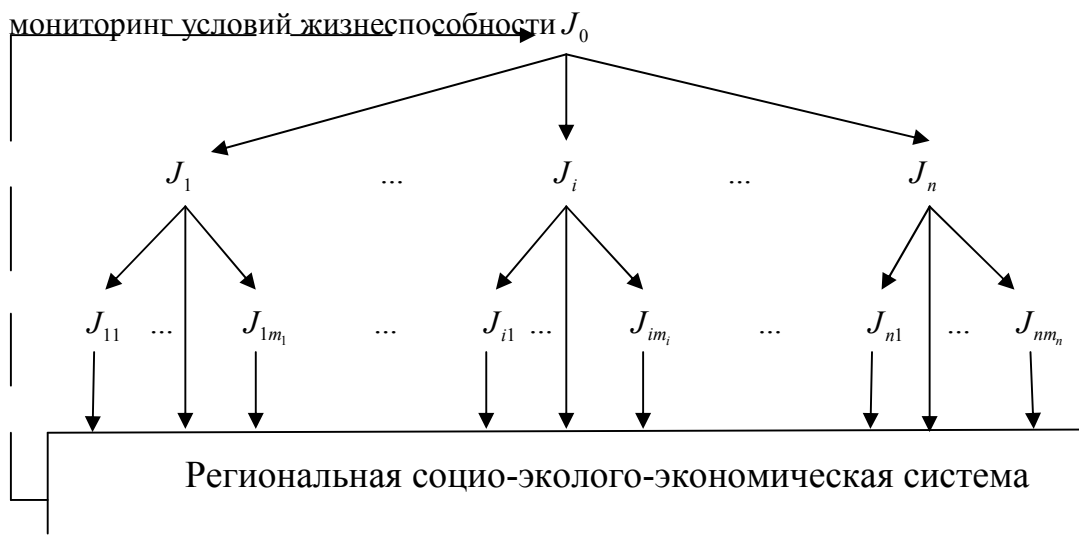 мониторинг условий жизнеспособности J₀
J₁ ... Jᵢ ... Jₙ
J₁₁ ... J₁ₘ₁ ... Jᵢ₁ ... Jᵢₘᵢ ... Jₙ₁ ... Jₙₘₙ
Региональная социо-эколого-экономическая система